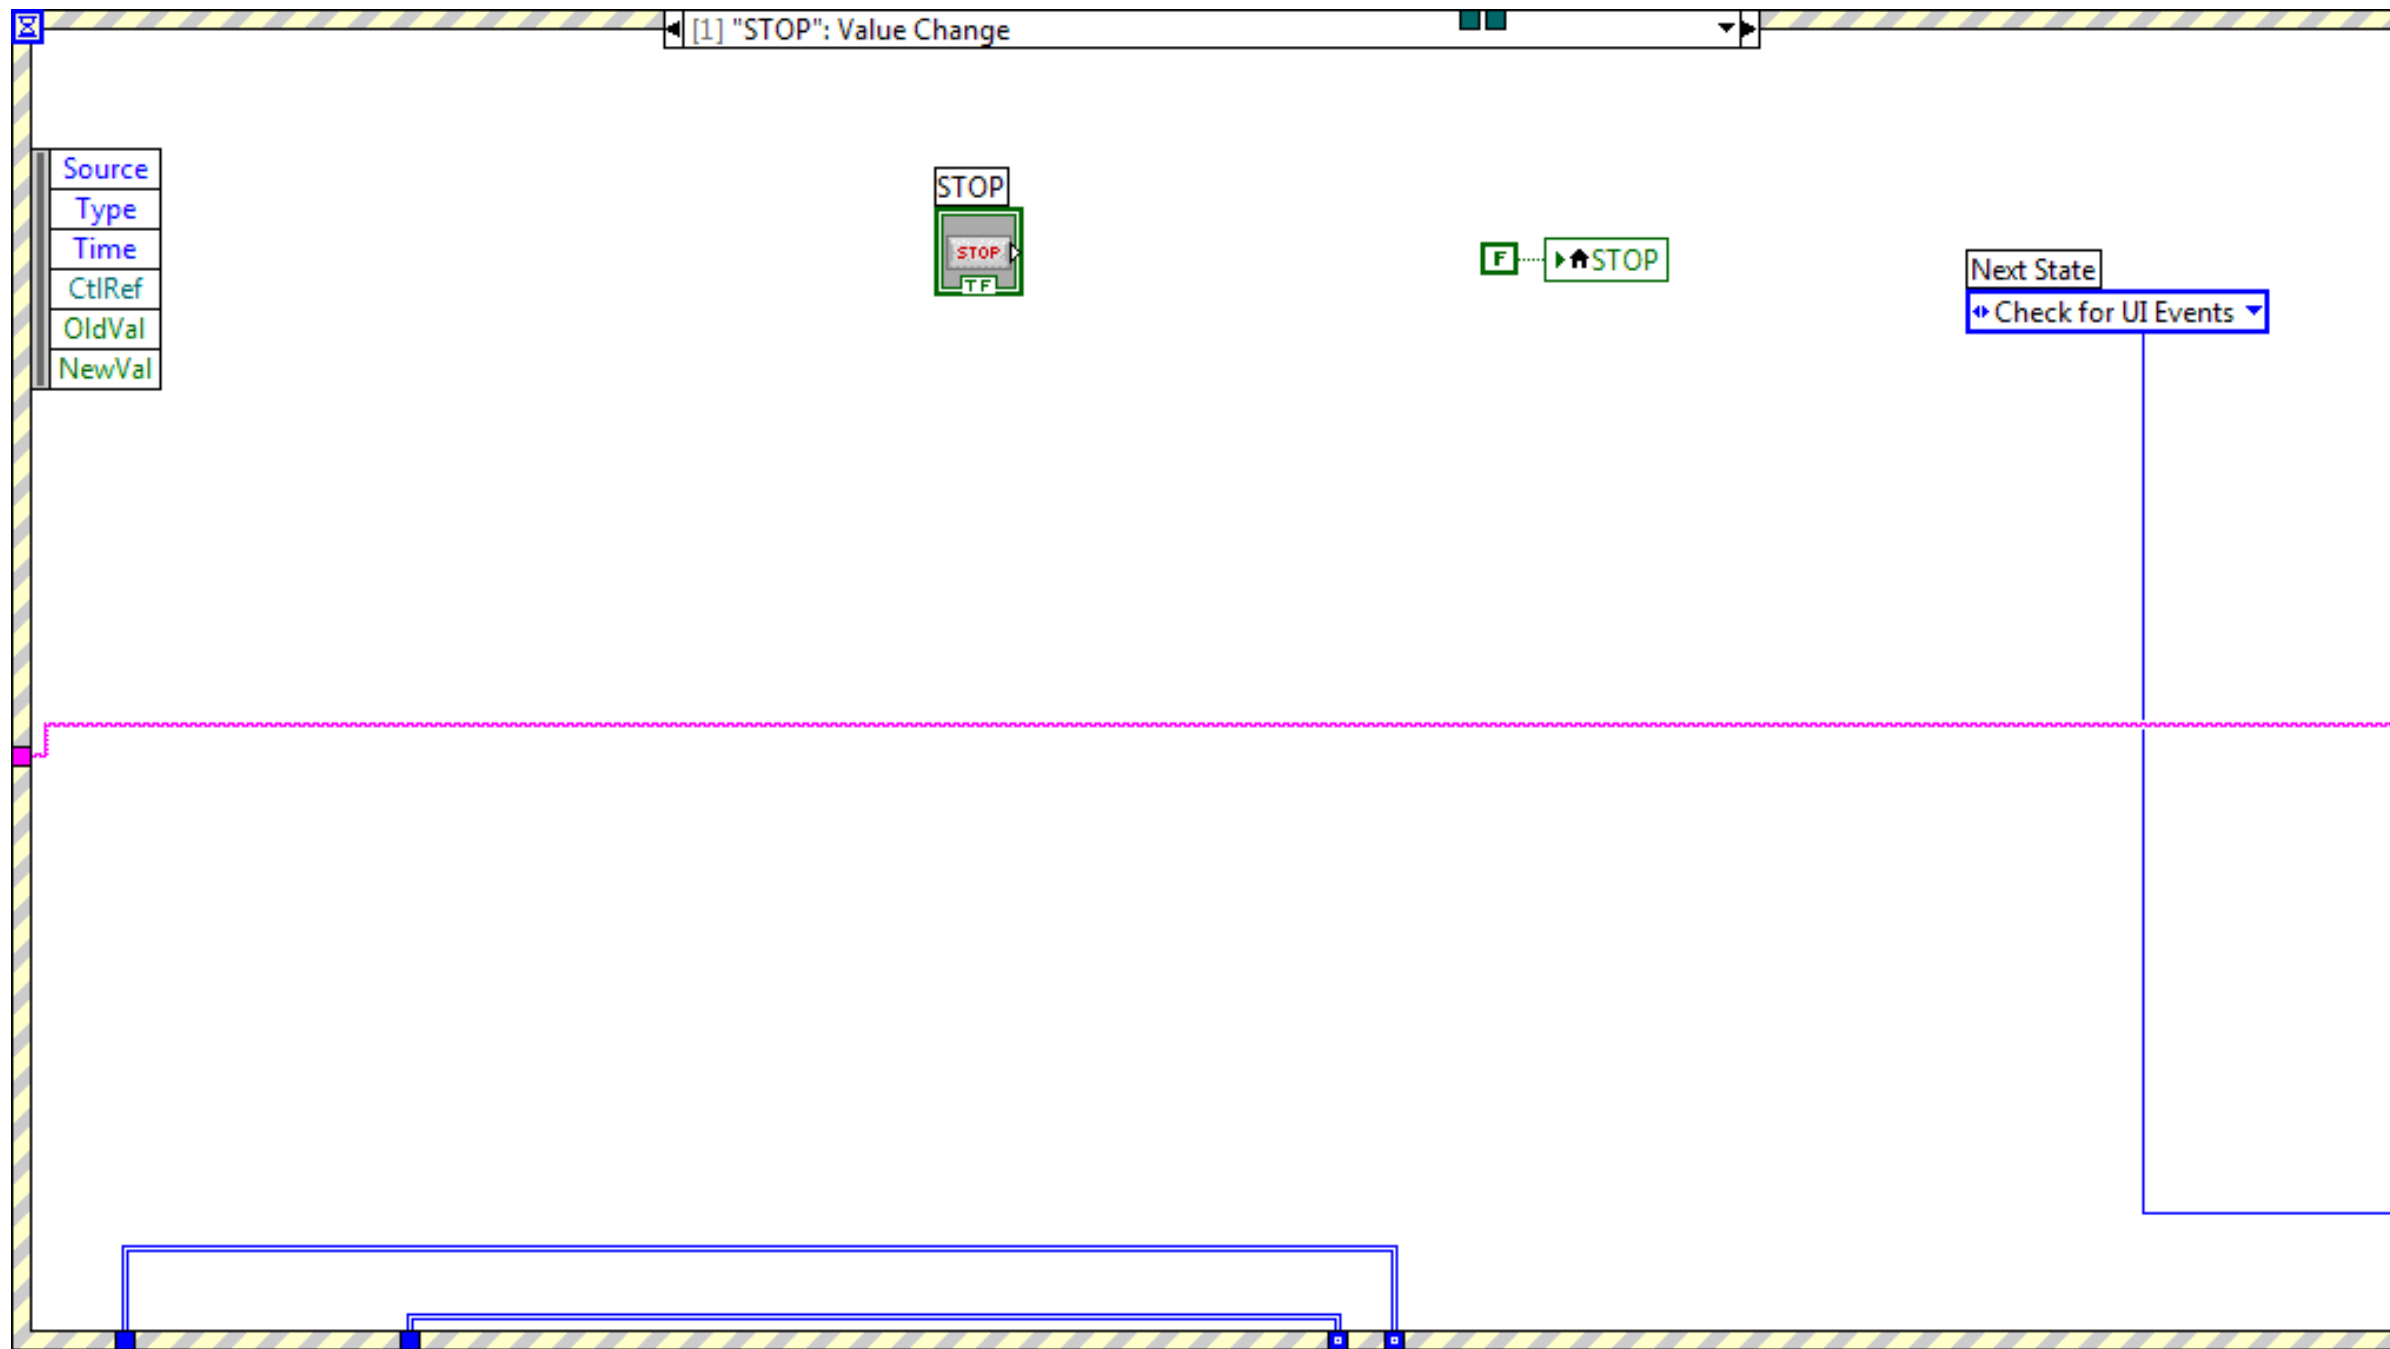 [1] "STOP": Value Change
Source
Type
Time
CtlRef
OldVal
NewVal
STOP
STOP
TF
F
STOP
Next State
Check for UI Events